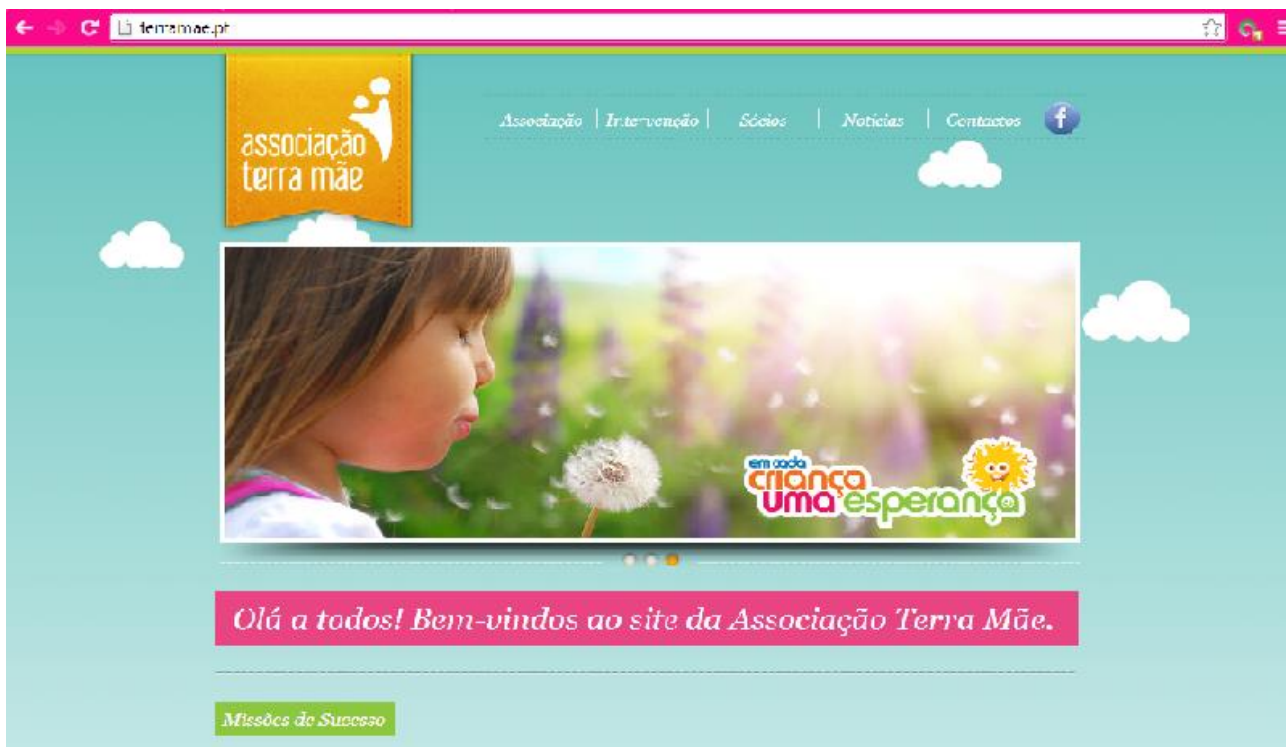 terramae.pt
associação
terra mãe
Associação | Intervenção | Sócios | Notícias | Contactos f
em cada
criança
uma esperança
Olá a todos! Bem-vindos ao site da Associação Terra Mãe.
Missões de Sucesso